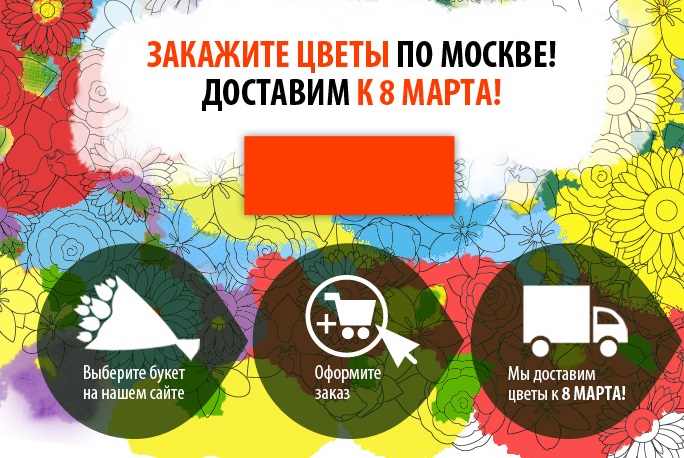 ЗАКАЖИТЕ ЦВЕТЫ ПО МОСКВЕ!
ДОСТАВИМ К 8 МАРТА!
Выберите букет
на нашем сайте
Оформите
заказ
Мы доставим
цветы к 8 МАРТА!